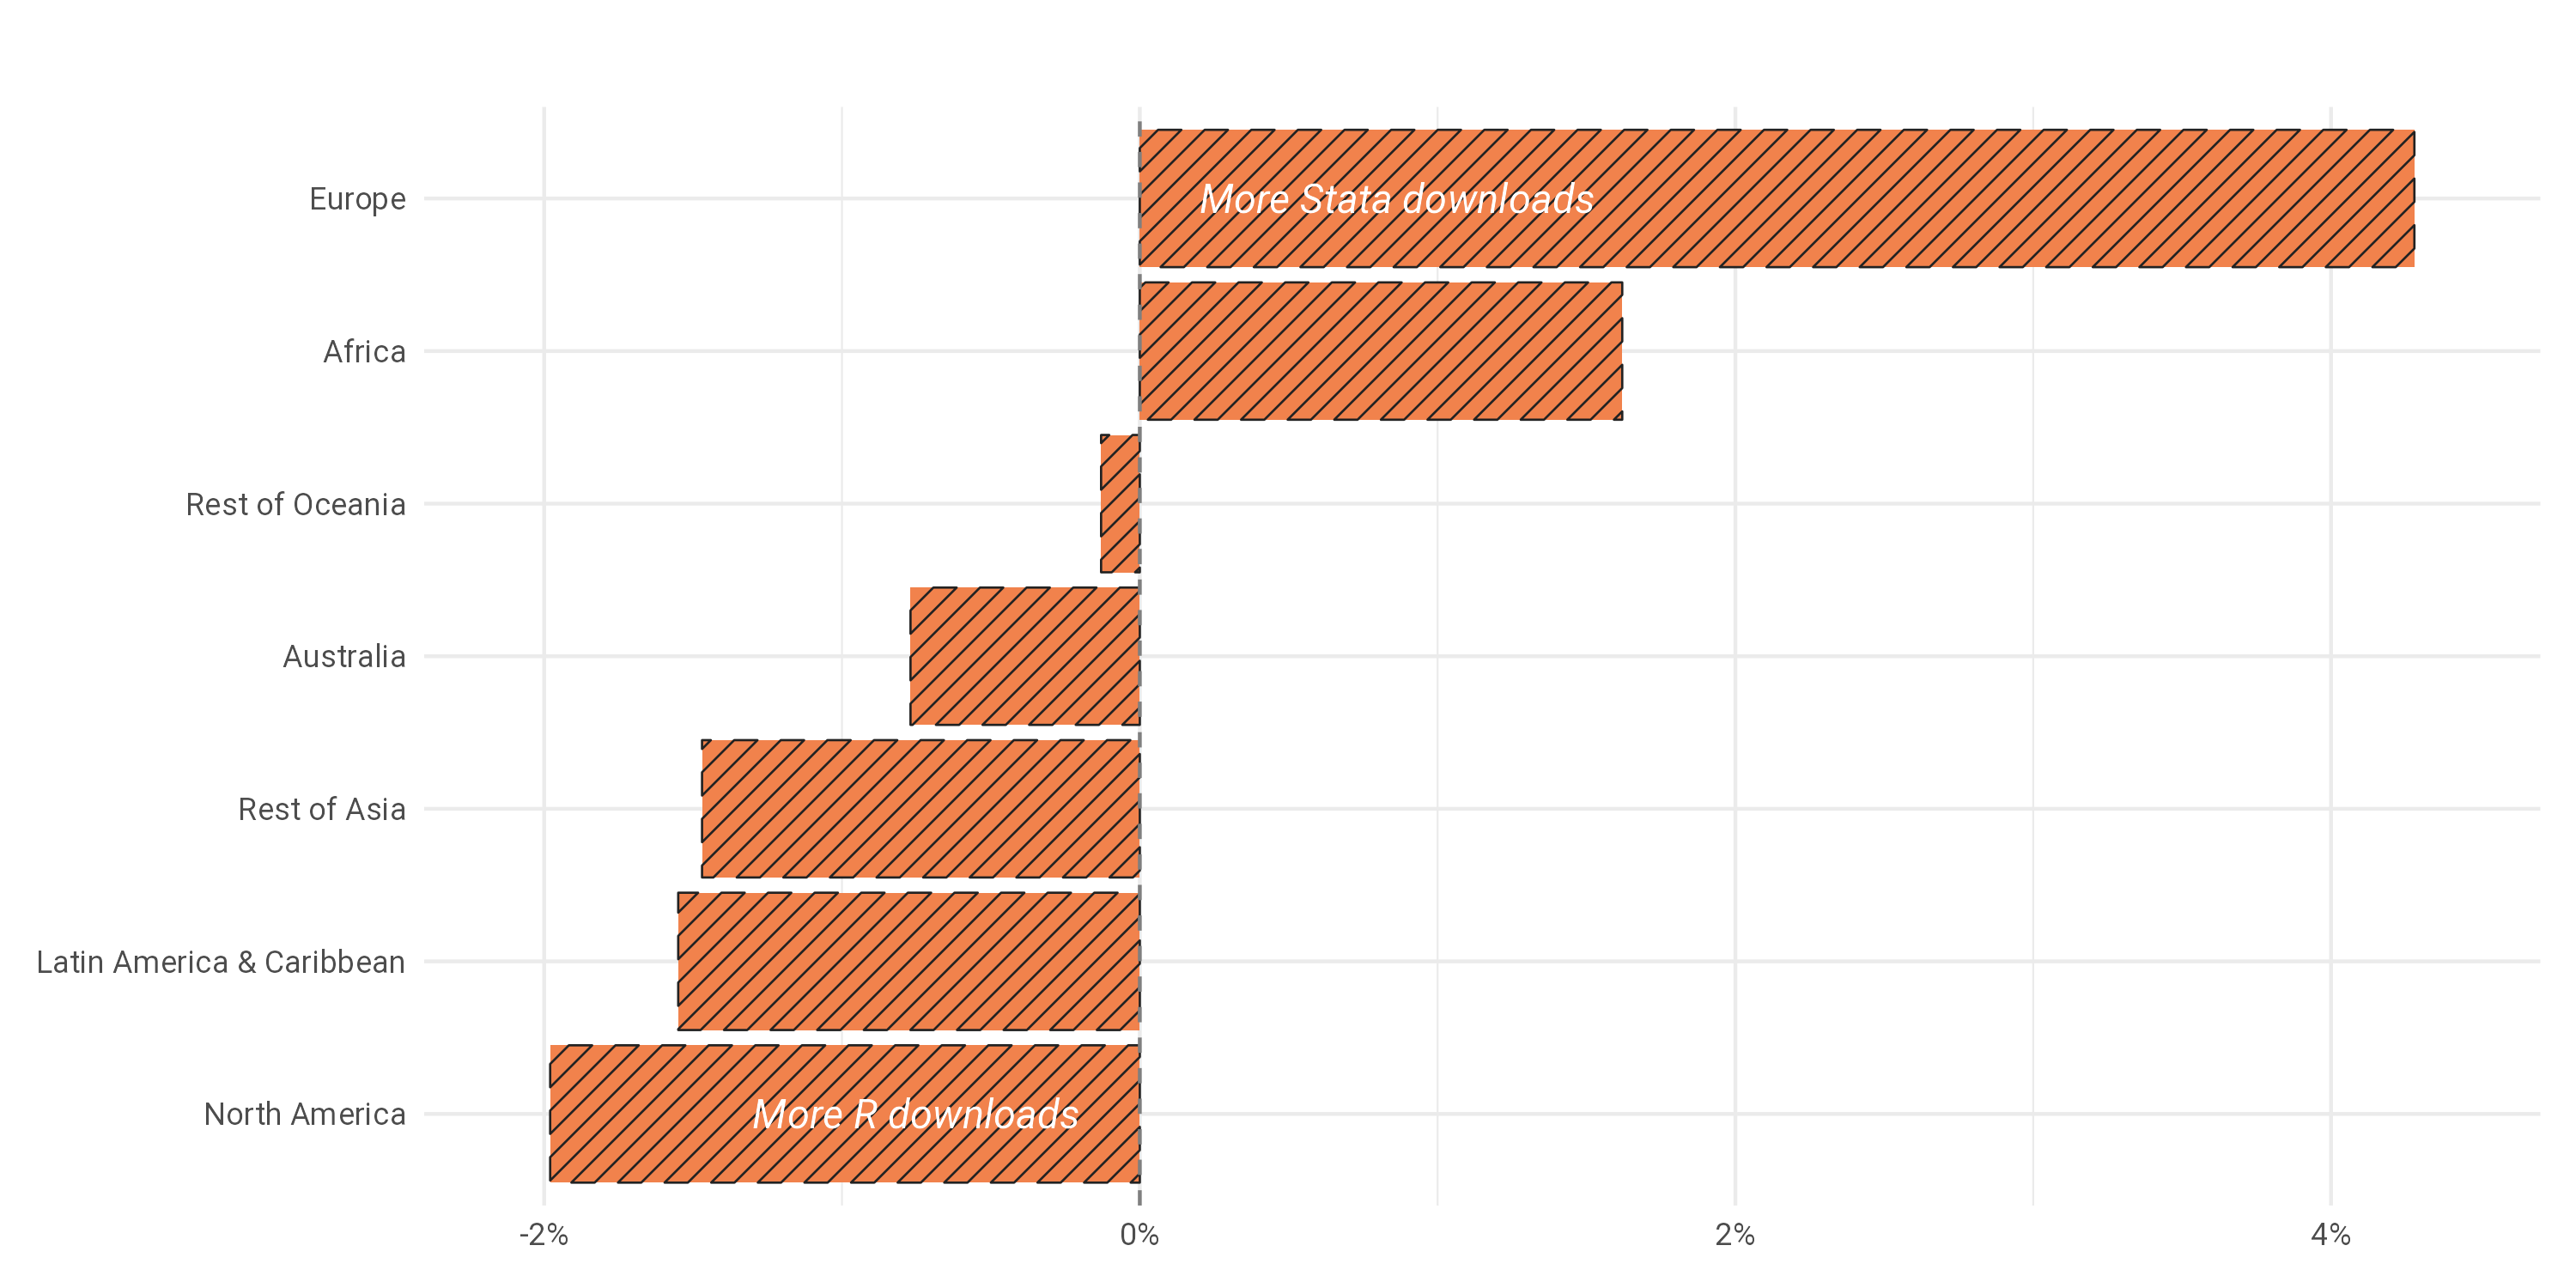 Europe
More Stata downloads
Africa
Rest of Oceania
Australia
Rest of Asia
Latin America & Caribbean
North America
More R downloads
-2%
0%
2%
4%